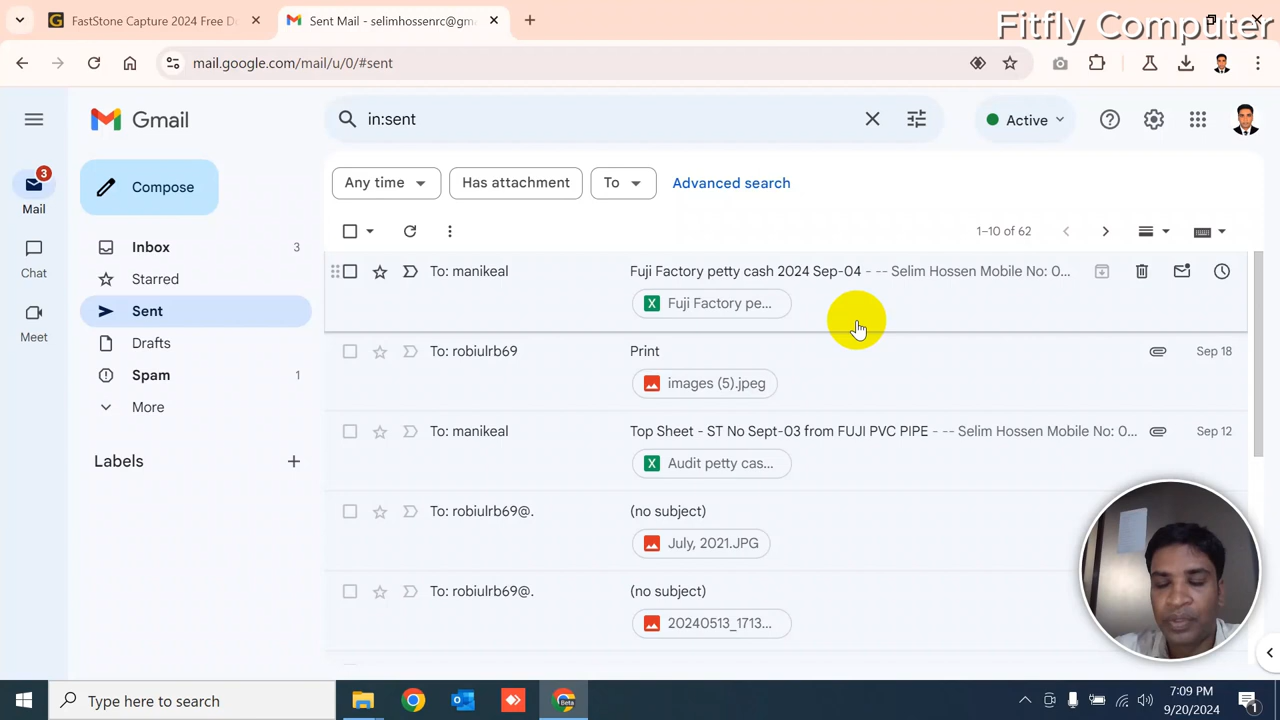 FastStone Capture 2024 Free D
Sent Mail - selimhossenrc@gm
Fitfly Computer
mail.google.com/mail/u/0/#sent
Gmail
in:sent
Active
3
Mail
Compose
Any time
Has attachment
To
Advanced search
Chat
Inbox 3
1–10 of 62
Starred
To: manikeal
Fuji Factory petty cash 2024 Sep-04 - -- Selim Hossen Mobile No: 0...
X Fuji Factory pe...
Meet
Sent
Drafts
To: robiulrb69
Print
Sep 18
images (5).jpeg
Spam 1
More
To: manikeal
Top Sheet - ST No Sept-03 from FUJI PVC PIPE - -- Selim Hossen Mobile No: 0...
Sep 12
X Audit petty cas...
Labels
To: robiulrb69@.
(no subject)
July, 2021.JPG
To: robiulrb69@.
(no subject)
20240513_1713...
Type here to search
Beta
7:09 PM
9/20/2024
1